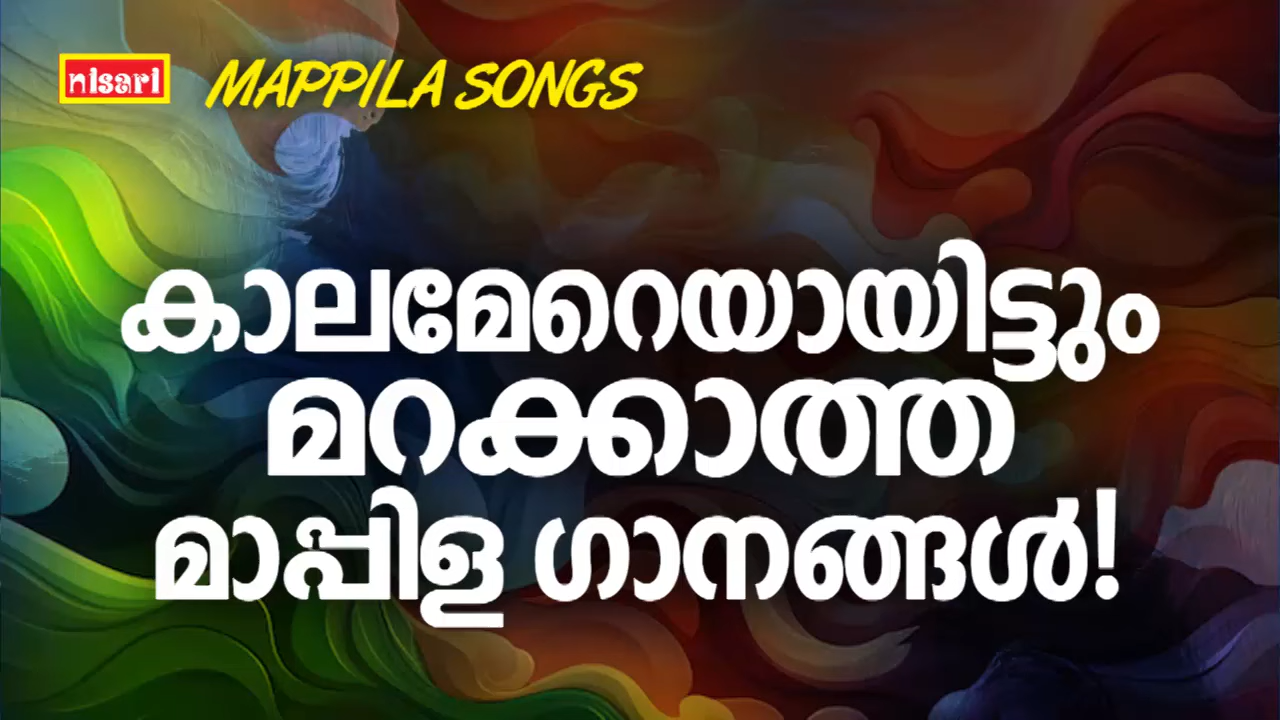 nisari MAPPILA SONGS
കാലമേറെയായിട്ടും
മറക്കാത്ത
മാപ്പിള ഗാനങ്ങൾ!